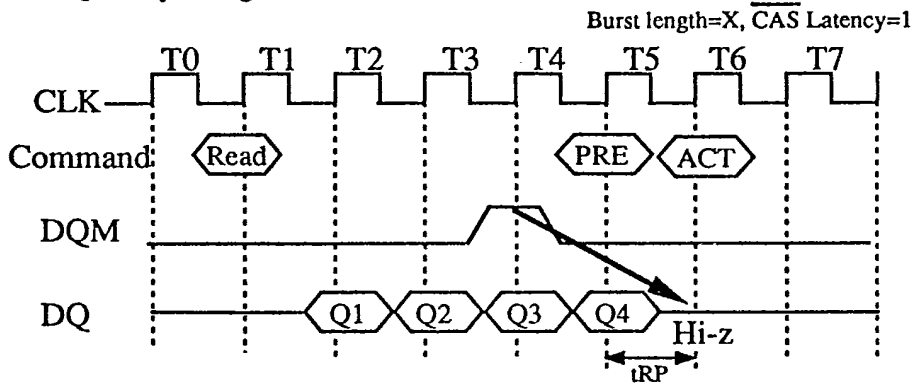 Burst length=X, CAS Latency=1
T0 T1 T2 T3 T4 T5 T6 T7
CLK
Command Read PRE ACT
DQM
DQ Q1 Q2 Q3 Q4
Hi-z
tRP